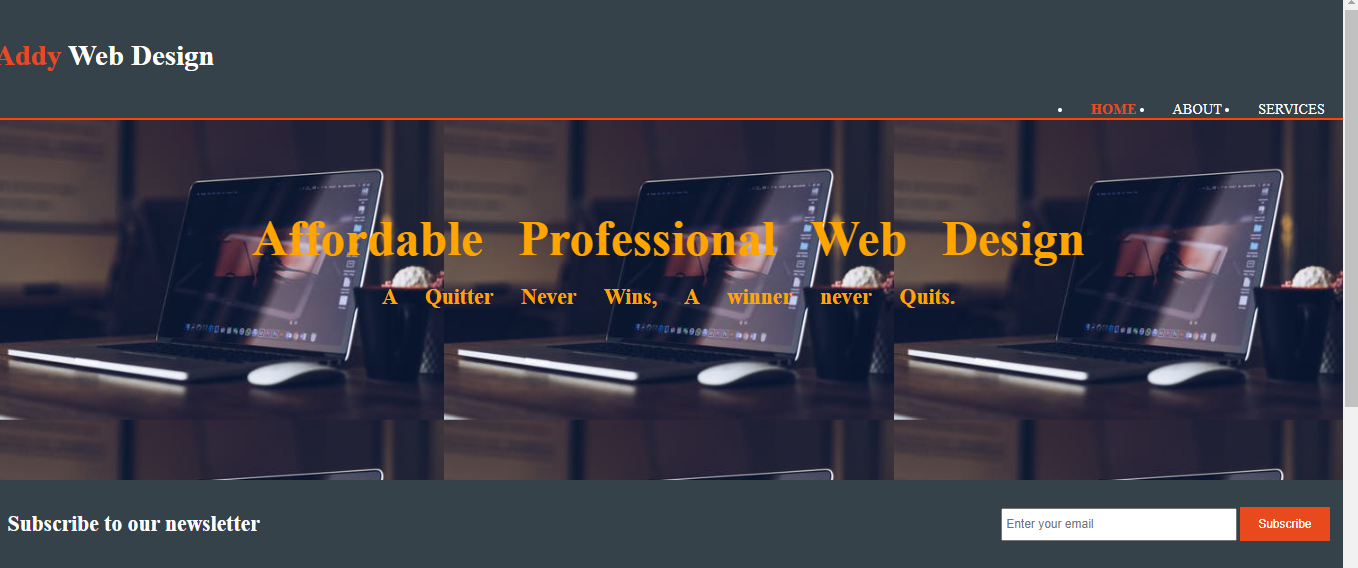 Addy Web Design
• HOME • ABOUT • SERVICES
Affordable Professional Web Design
A Quitter Never Wins, A winner never Quits.
Subscribe to our newsletter
Enter your email
Subscribe